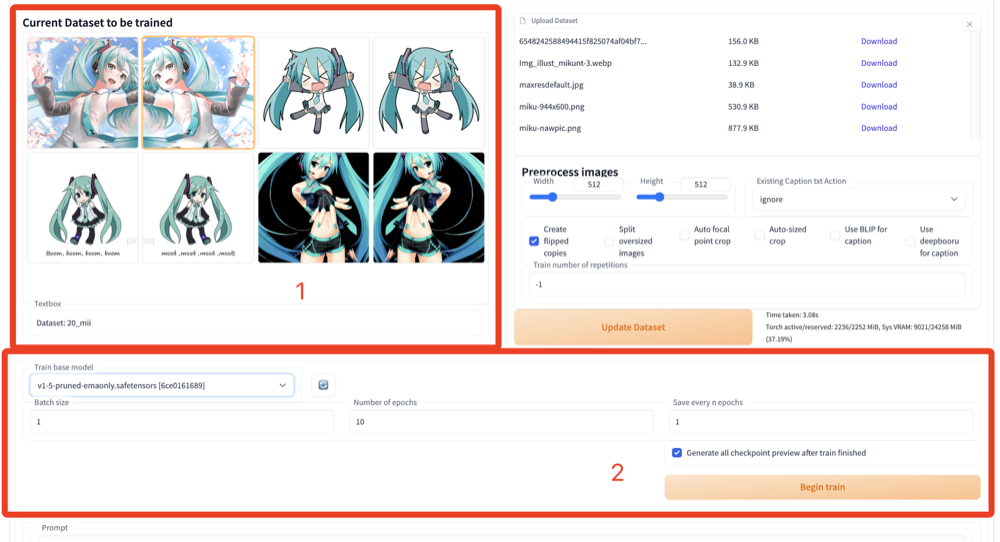 Current Dataset to be trained
Boom, boom, boom, boom
Textbox
Dataset: 20_mii
1
Upload Dataset
6548242588494415f825074af04bf7... 156.0 KB Download
Img_illust_mikunt-3.webp 132.9 KB Download
maxresdefault.jpg 38.9 KB Download
miku-944x600.png 530.9 KB Download
miku-nawpic.png 877.9 KB Download
Preprocess images
Width 512 Height 512
Existing Caption txt Action
ignore
Create flipped copies
Split oversized images
Auto focal point crop
Auto-sized crop
Use BLIP for caption
Use deepbooru for caption
Train number of repetitions
-1
Update Dataset
Time taken: 3.08s
Torch active/reserved: 2236/2252 MiB, Sys VRAM: 9021/24258 MiB
(37.19%)
Train base model
v1-5-pruned-emaonly.safetensors [6ce0161689]
Batch size
1
Number of epochs
10
Save every n epochs
1
Generate all checkpoint preview after train finished
2
Begin train
Prompt